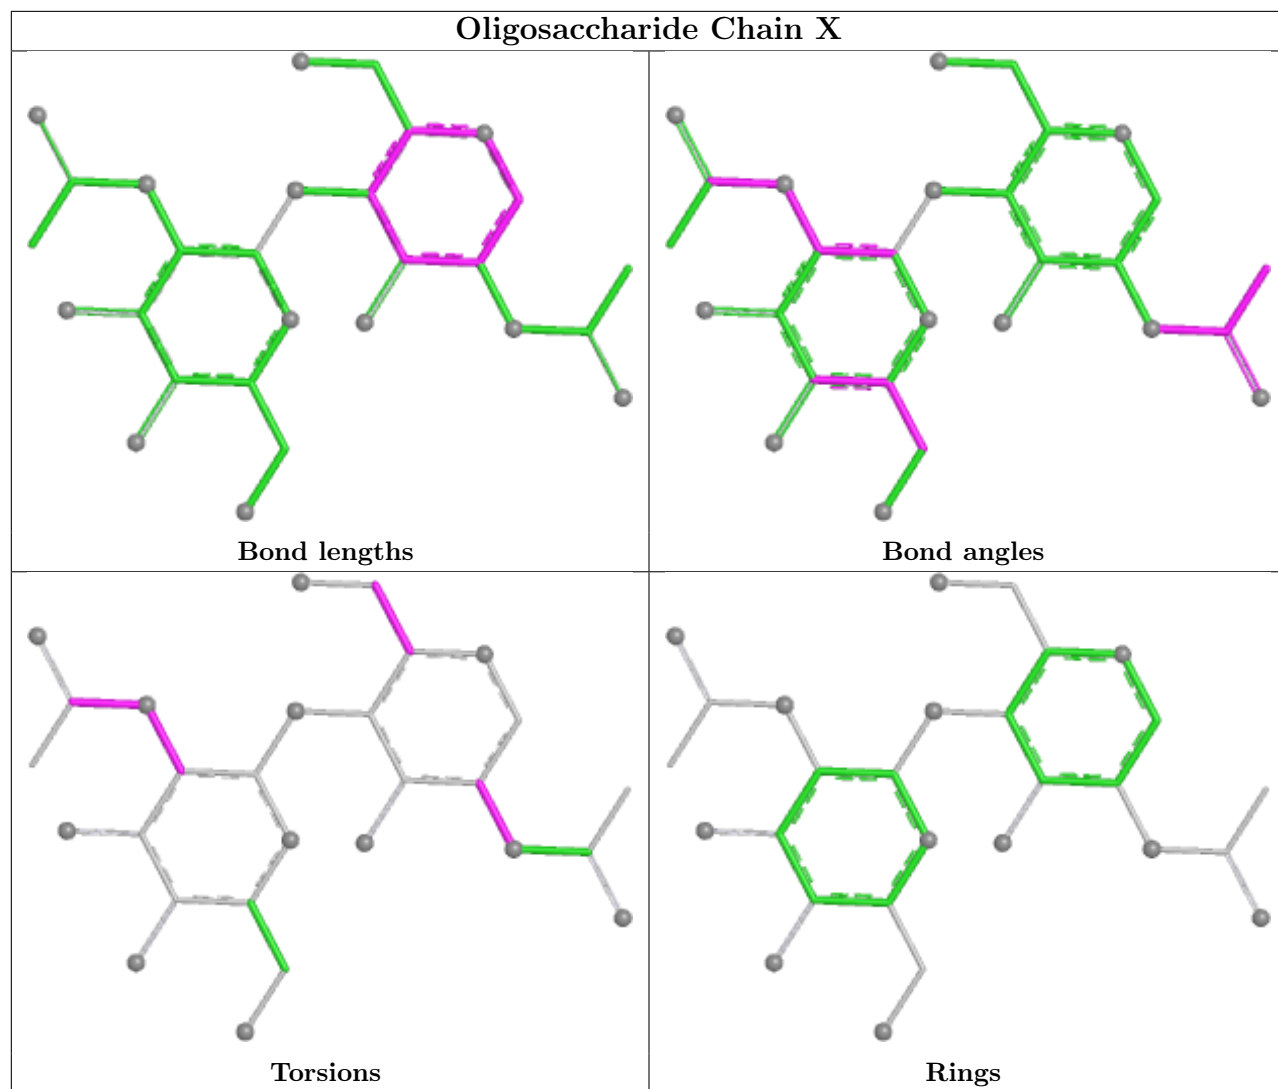 Oligosaccharide Chain X
Bond lengths
Bond angles
Torsions
Rings